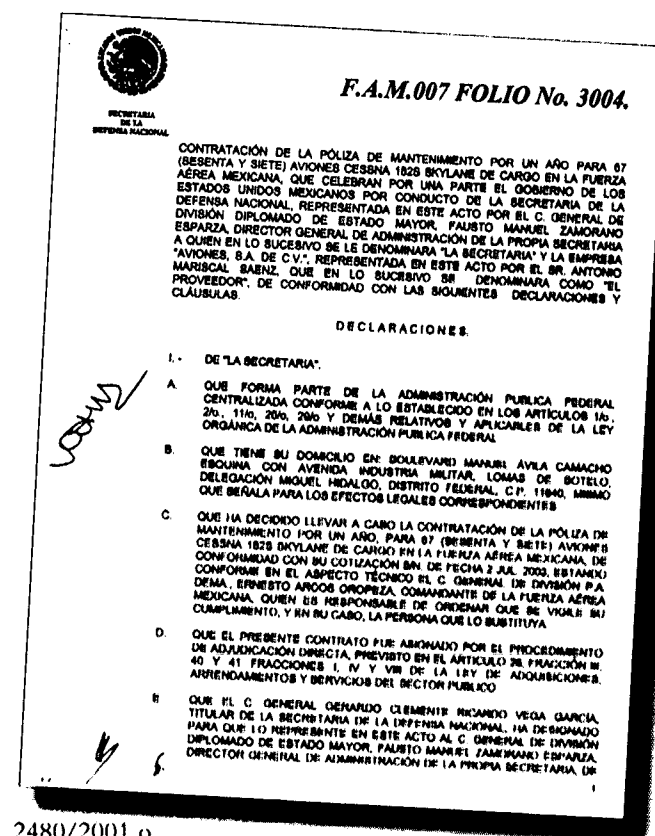 F.A.M.007 FOLIO No. 3004.
SECRETARIA
DE LA
DEFENSA NACIONAL
CONTRATACIÓN DE LA PÓLIZA DE MANTENIMIENTO POR UN AÑO PARA 67
(SESENTA Y SIETE) AVIONES CESSNA 182S SKYLANE DE CARGO EN LA FUERZA
AÉREA MEXICANA, QUE CELEBRAN POR UNA PARTE EL GOBIERNO DE LOS
ESTADOS UNIDOS MEXICANOS POR CONDUCTO DE LA SECRETARIA DE LA
DEFENSA NACIONAL, REPRESENTADA EN ESTE ACTO POR EL C. GENERAL DE
DIVISIÓN DIPLOMADO DE ESTADO MAYOR, FAUSTO MANUEL ZAMORANO
ESPARZA, DIRECTOR GENERAL DE ADMINISTRACIÓN DE LA PROPIA SECRETARIA
A QUIEN EN LO SUCESIVO SE LE DENOMINARA "LA SECRETARIA" Y LA EMPRESA
"AVIONES, S.A. DE C.V.", REPRESENTADA EN ESTE ACTO POR EL SR. ANTONIO
MARISCAL SAENZ, QUE EN LO SUCESIVO SE DENOMINARA COMO "EL
PROVEEDOR", DE CONFORMIDAD CON LAS SIGUIENTES DECLARACIONES Y
CLÁUSULAS.
DECLARACIONES.
I. - DE "LA SECRETARIA".
A. QUE FORMA PARTE DE LA ADMINISTRACIÓN PUBLICA FEDERAL
CENTRALIZADA CONFORME A LO ESTABLECIDO EN LOS ARTÍCULOS 1/o.,
2/o., 11/o, 26/o, 29/o Y DEMÁS RELATIVOS Y APLICABLES DE LA LEY
ORGÁNICA DE LA ADMINISTRACIÓN PUBLICA FEDERAL
B. QUE TIENE SU DOMICILIO EN: BOULEVARD MANUEL ÁVILA CAMACHO
ESQUINA CON AVENIDA INDUSTRIA MILITAR, LOMAS DE SOTELO,
DELEGACIÓN MIGUEL HIDALGO, DISTRITO FEDERAL, C.P. 11640, MISMO
QUE SEÑALA PARA LOS EFECTOS LEGALES CORRESPONDIENTES
C. QUE HA DECIDIDO LLEVAR A CABO LA CONTRATACIÓN DE LA PÓLIZA DE
MANTENIMIENTO POR UN AÑO, PARA 67 (SESENTA Y SIETE) AVIONES
CESSNA 182S SKYLANE DE CARGO EN LA FUERZA AÉREA MEXICANA, DE
CONFORMIDAD CON SU COTIZACIÓN S/N. DE FECHA 2 JUL. 2003, ESTANDO
CONFORME EN EL ASPECTO TÉCNICO EL C. GENERAL DE DIVISIÓN P.A.
DEMA., ERNESTO ARCOS OROPEZA, COMANDANTE DE LA FUERZA AÉREA
MEXICANA, QUIEN ES RESPONSABLE DE ORDENAR QUE SE VIGILE SU
CUMPLIMIENTO, Y EN SU CASO, LA PERSONA QUE LO SUSTITUYA
D. QUE EL PRESENTE CONTRATO FUE ASIGNADO POR EL PROCEDIMIENTO
DE ADJUDICACIÓN DIRECTA, PREVISTO EN EL ARTICULO 26, FRACCIÓN III,
40 Y 41 FRACCIONES I, IV Y VIII DE LA LEY DE ADQUISICIONES,
ARRENDAMIENTOS Y SERVICIOS DEL SECTOR PUBLICO
E QUE EL C GENERAL GERARDO CLEMENTE RICARDO VEGA GARCÍA,
TITULAR DE LA SECRETARIA DE LA DEFENSA NACIONAL, HA DESIGNADO
PARA QUE LO REPRESENTE EN ESTE ACTO AL C. GENERAL DE DIVISIÓN
DIPLOMADO DE ESTADO MAYOR, FAUSTO MANUEL ZAMORANO ESPARZA,
DIRECTOR GENERAL DE ADMINISTRACIÓN DE LA PROPIA SECRETARIA, DE
1
2480/2001